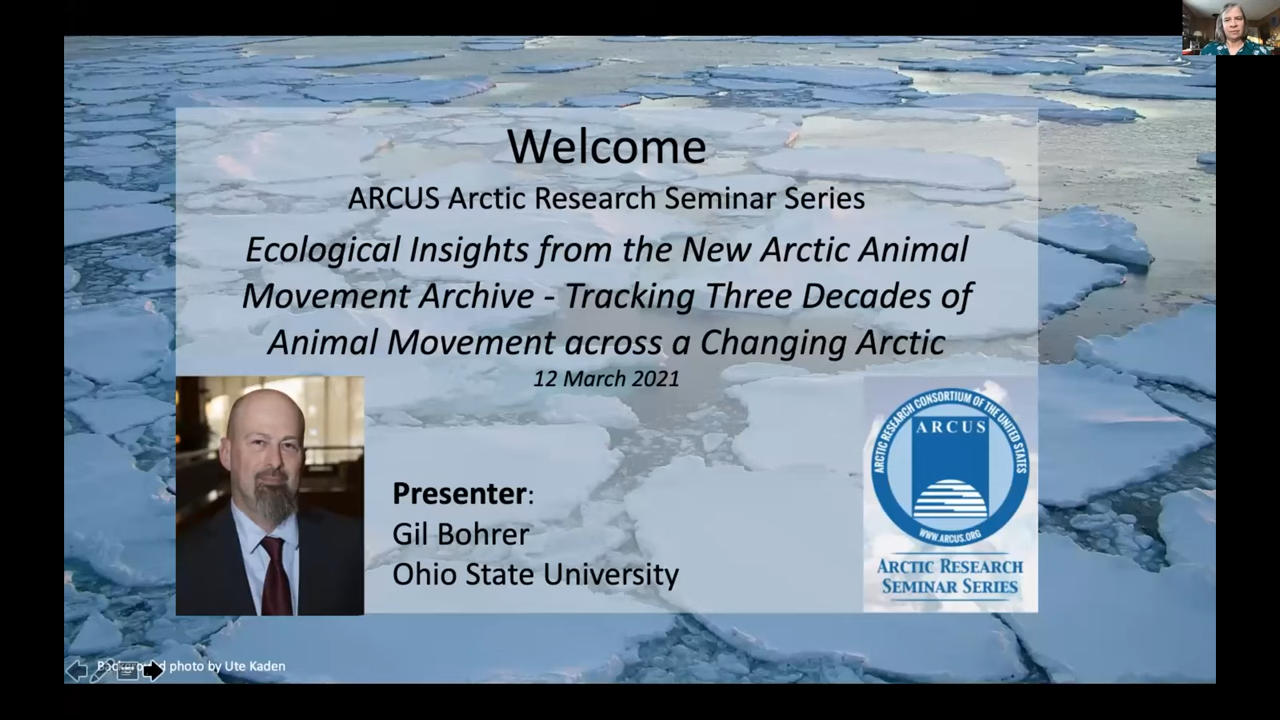 Welcome
ARCUS Arctic Research Seminar Series
Ecological Insights from the New Arctic Animal
Movement Archive - Tracking Three Decades of
Animal Movement across a Changing Arctic
12 March 2021
Presenter:
Gil Bohrer
Ohio State University
ARCTIC RESEARCH CONSORTIUM OF THE UNITED STATES
ARCUS
WWW.ARCUS.ORG
ARCTIC RESEARCH
SEMINAR SERIES
Background photo by Ute Kaden